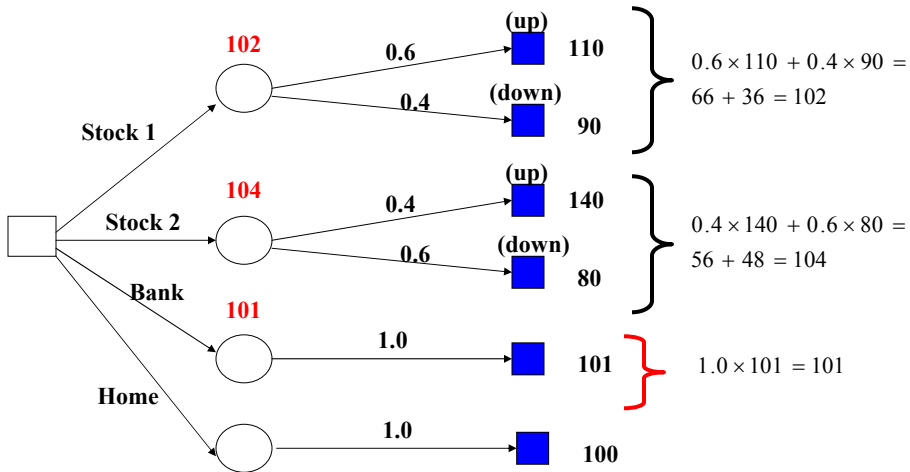 (up)
102
0.6
110
0.6 × 110 + 0.4 × 90 =
66 + 36 = 102
0.4
(down)
90
Stock 1
(up)
104
0.4
140
0.4 × 140 + 0.6 × 80 =
56 + 48 = 104
Stock 2
0.6
(down)
80
Bank
101
1.0
101
1.0 × 101 = 101
Home
1.0
100